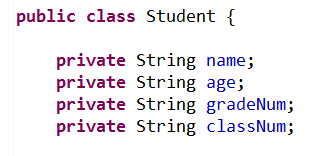 public class Student {
private String name;
private String age;
private String gradeNum;
private String classNum;